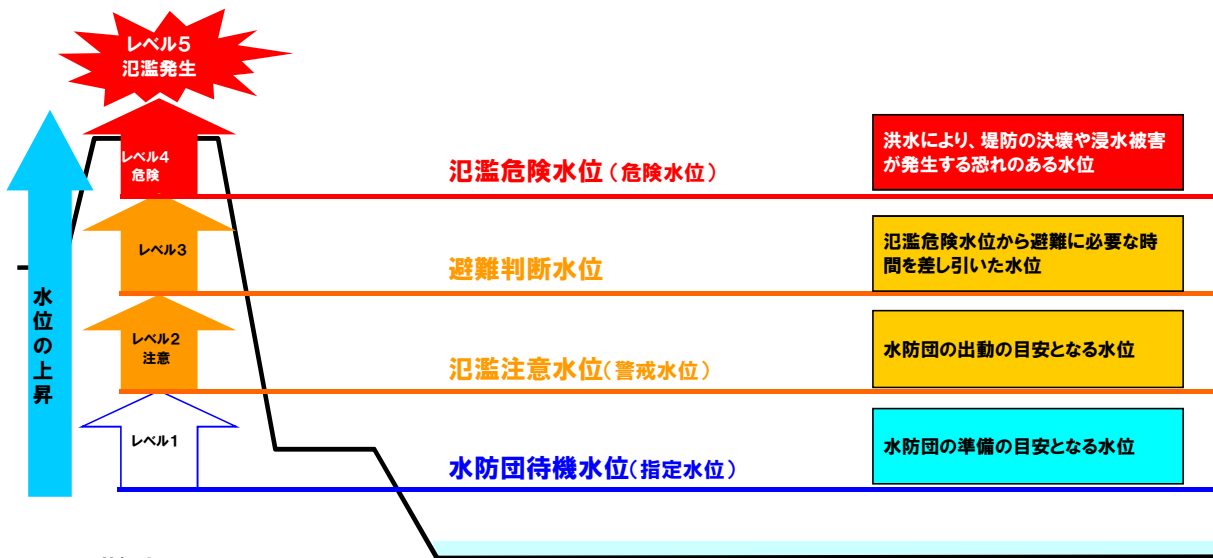 レベル5
氾濫発生
レベル4
危険
氾濫危険水位(危険水位)
洪水により、堤防の決壊や浸水被害
が発生する恐れのある水位
レベル3
避難判断水位
氾濫危険水位から避難に必要な時
間を差し引いた水位
水位の上昇
レベル2
注意
氾濫注意水位(警戒水位)
水防団の出動の目安となる水位
レベル1
水防団待機水位(指定水位)
水防団の準備の目安となる水位